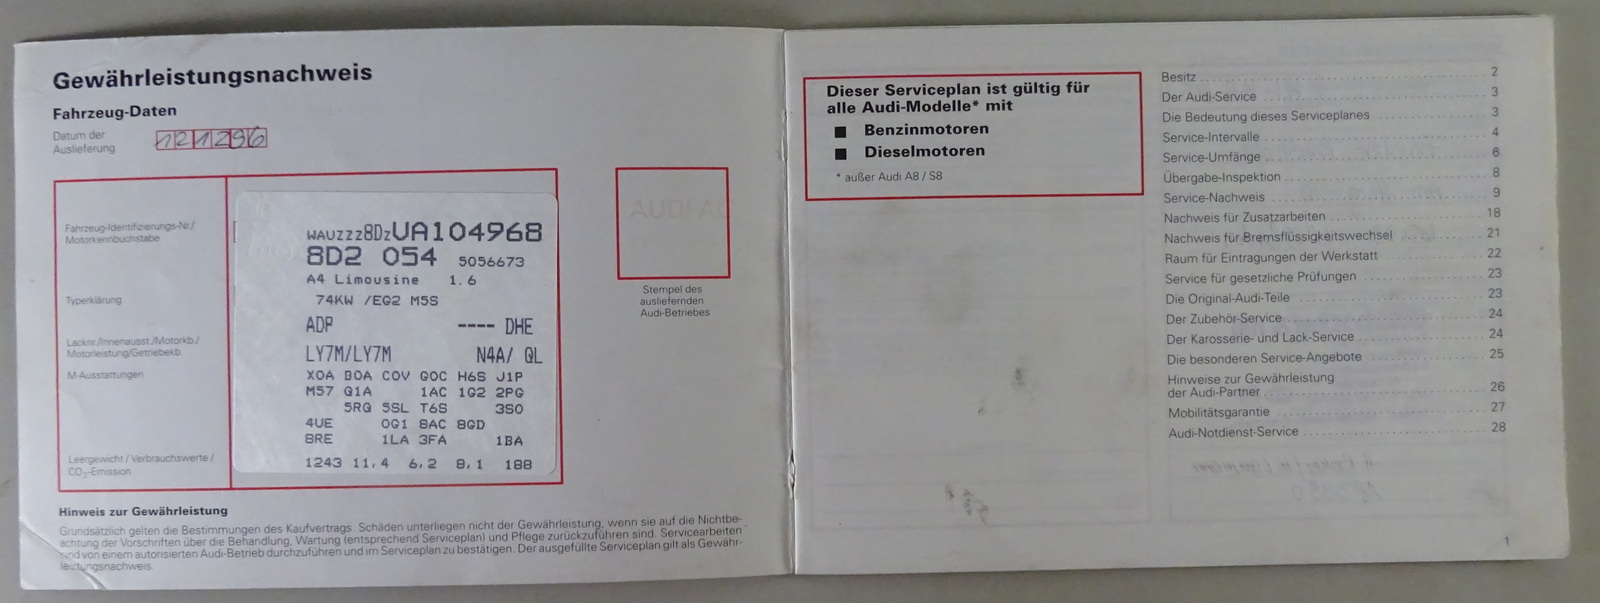 Gewährleistungsnachweis
Fahrzeug-Daten
Datum der
Auslieferung
121296
Fahrzeug-Identifizierungs-Nr./
Motorkennbuchstabe
Typerklärung
Lacknr./Innenausst./Motorkb./
Motorleistung/Getriebekb.
M-Ausstattungen
Leergewicht / Verbrauchswerte /
CO2-Emission
WAUZZZ8DZUA104968
8D2 054 5056673
A4 Limousine 1.6
74KW /EG2 M5S
ADP ---- DHE
LY7M/LY7M N4A/ QL
X0A B0A C0V G0C H6S J1P
M57 G1A 1AC 1G2 2PG
5RG 5SL T6S 3S0
4UE 0G1 8AC 8GD
8RE 1LA 3FA 1BA
1243 11,4 6,2 8,1 188
AUDI AG
Stempel des
ausliefernden
Audi-Betriebes
Hinweis zur Gewährleistung
Grundsätzlich gelten die Bestimmungen des Kaufvertrags. Schäden unterliegen nicht der Gewährleistung, wenn sie auf die Nichtbe-
achtung der Vorschriften über die Behandlung, Wartung (entsprechend Serviceplan) und Pflege zurückzuführen sind. Servicearbeiten
sind von einem autorisierten Audi-Betrieb durchzuführen und im Serviceplan zu bestätigen. Der ausgefüllte Serviceplan gilt als Gewähr-
leistungsnachweis.
Dieser Serviceplan ist gültig für
alle Audi-Modelle* mit
■ Benzinmotoren
■ Dieselmotoren
* außer Audi A8 / S8
Besitz 2
Der Audi-Service 3
Die Bedeutung dieses Serviceplanes 3
Service-Intervalle 4
Service-Umfänge 6
Übergabe-Inspektion 8
Service-Nachweis 9
Nachweis für Zusatzarbeiten 18
Nachweis für Bremsflüssigkeitswechsel 21
Raum für Eintragungen der Werkstatt 22
Service für gesetzliche Prüfungen 23
Die Original-Audi-Teile 23
Der Zubehör-Service 24
Der Karosserie- und Lack-Service 24
Die besonderen Service-Angebote 25
Hinweise zur Gewährleistung
der Audi-Partner 26
Mobilitätsgarantie 27
Audi-Notdienst-Service 28
1